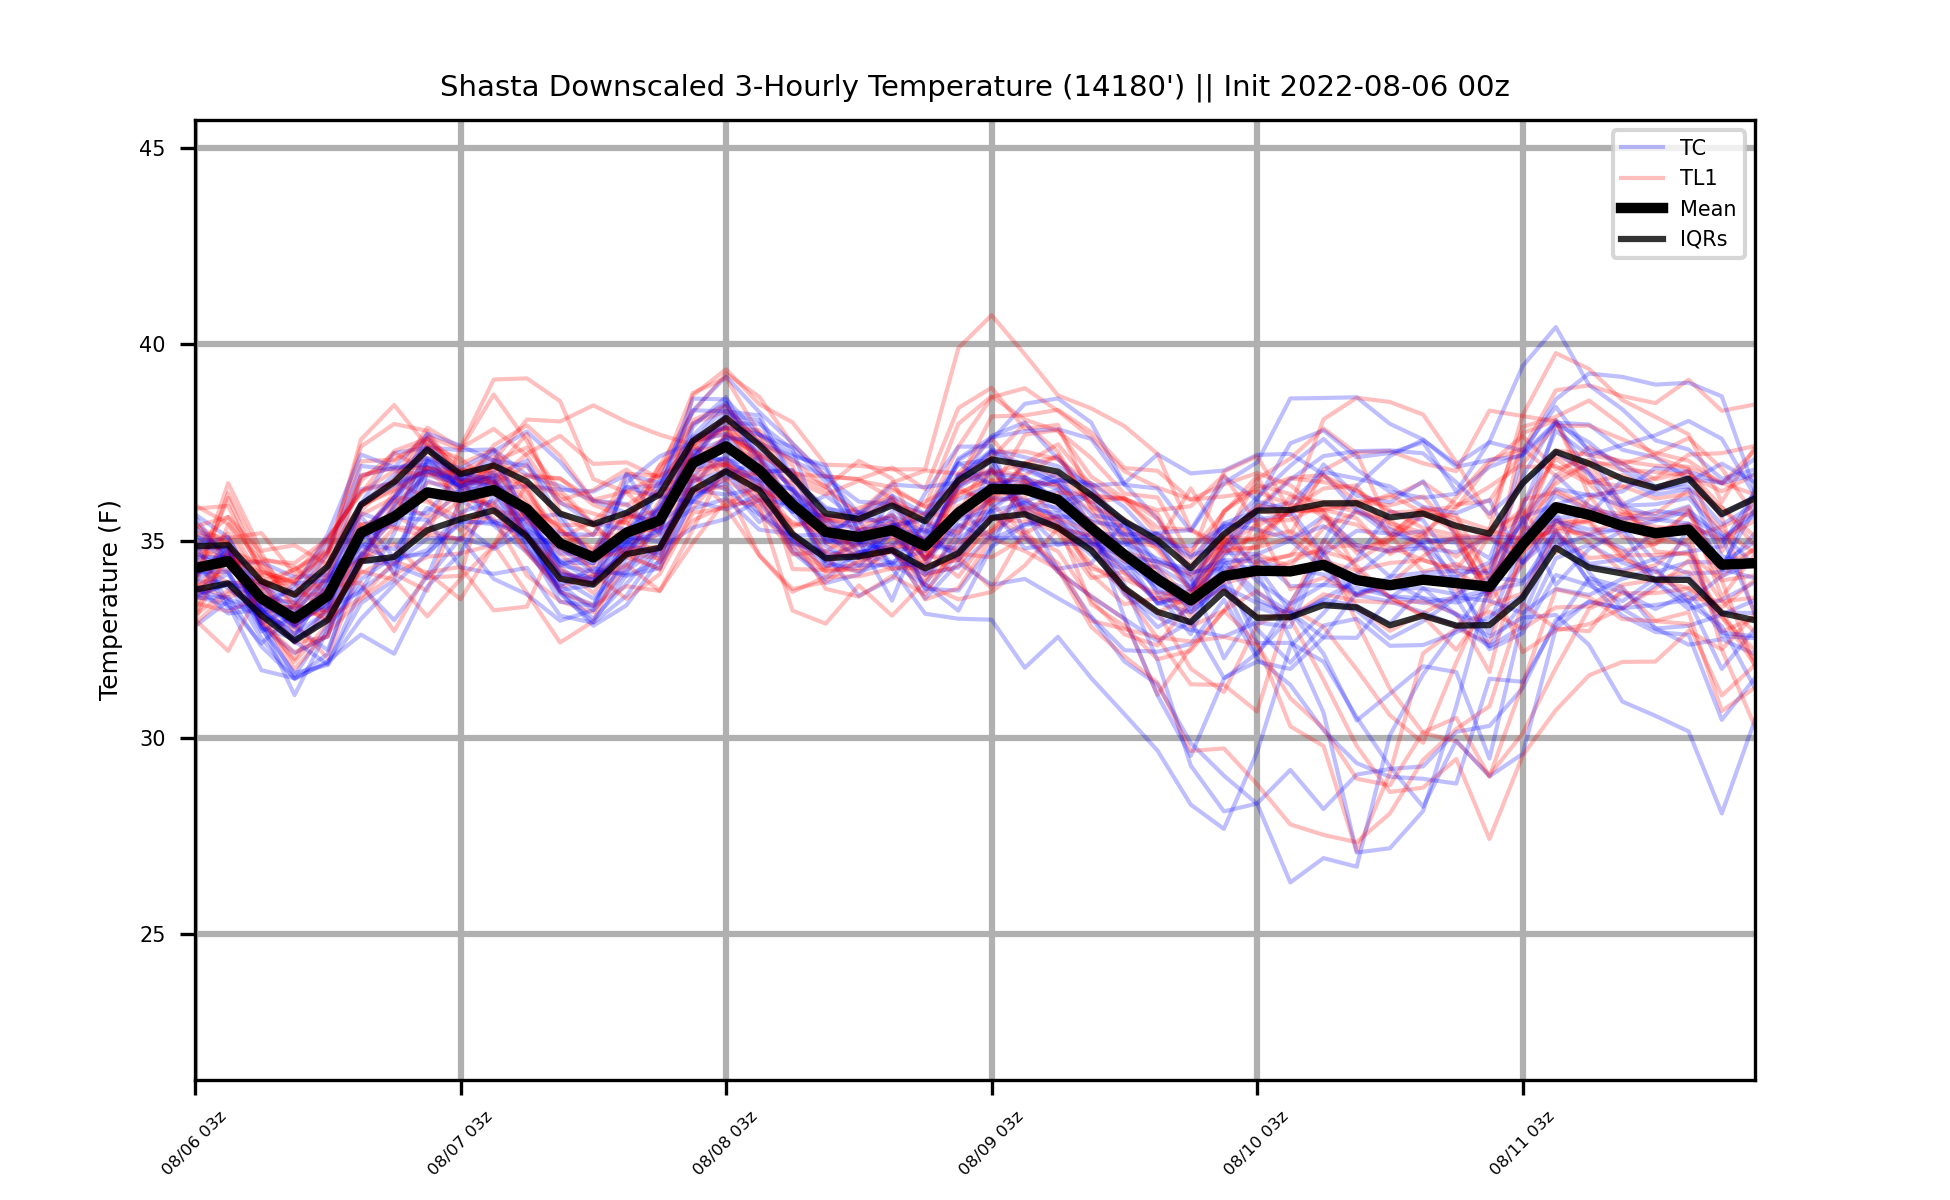 Shasta Downscaled 3-Hourly Temperature (14180') || Init 2022-08-06 00z
TC
TL1
Mean
IQRs
Temperature (F)
45
40
35
30
25
08/06 03z
08/07 03z
08/08 03z
08/09 03z
08/10 03z
08/11 03z